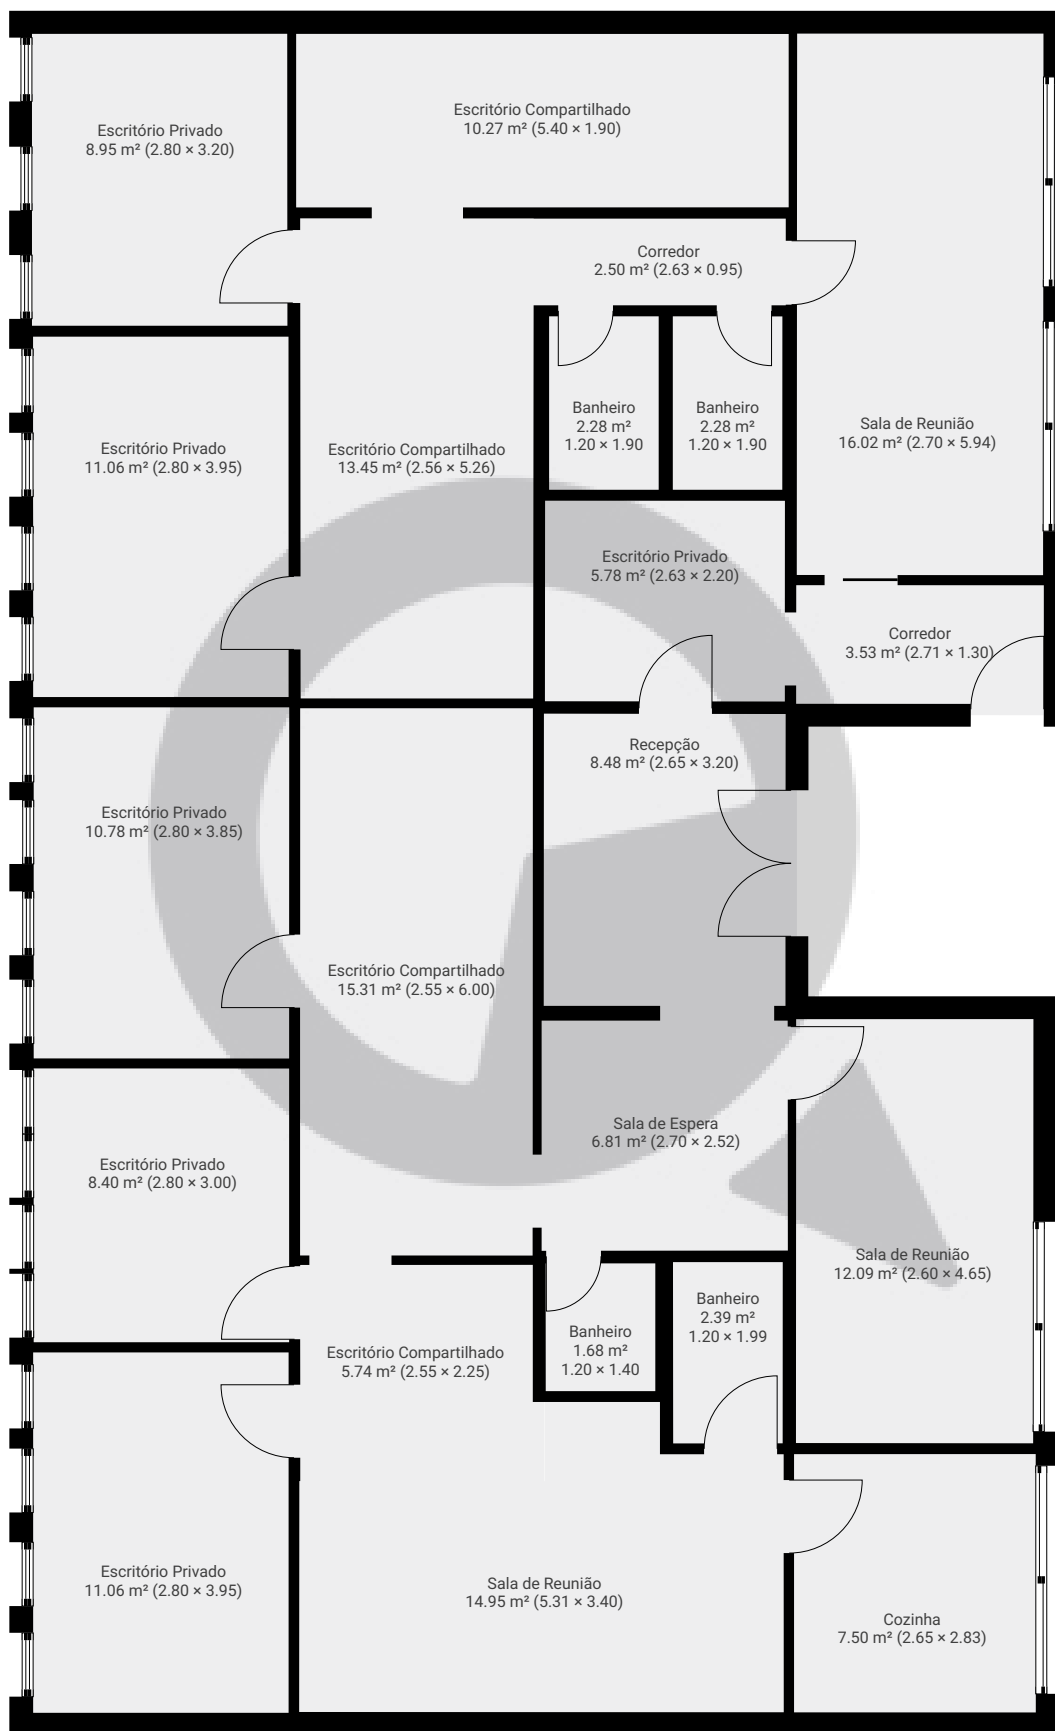 Escritório Compartilhado
10.27 m² (5.40 × 1.90)
Escritório Privado
8.95 m² (2.80 × 3.20)
Corredor
2.50 m² (2.63 × 0.95)
Banheiro
2.28 m²
1.20 × 1.90
Banheiro
2.28 m²
1.20 × 1.90
Sala de Reunião
16.02 m² (2.70 × 5.94)
Escritório Privado
11.06 m² (2.80 × 3.95)
Escritório Compartilhado
13.45 m² (2.56 × 5.26)
Escritório Privado
5.78 m² (2.63 × 2.20)
Corredor
3.53 m² (2.71 × 1.30)
Recepção
8.48 m² (2.65 × 3.20)
Escritório Privado
10.78 m² (2.80 × 3.85)
Escritório Compartilhado
15.31 m² (2.55 × 6.00)
Sala de Espera
6.81 m² (2.70 × 2.52)
Escritório Privado
8.40 m² (2.80 × 3.00)
Sala de Reunião
12.09 m² (2.60 × 4.65)
Banheiro
2.39 m²
1.20 × 1.99
Banheiro
1.68 m²
1.20 × 1.40
Escritório Compartilhado
5.74 m² (2.55 × 2.25)
Escritório Privado
11.06 m² (2.80 × 3.95)
Sala de Reunião
14.95 m² (5.31 × 3.40)
Cozinha
7.50 m² (2.65 × 2.83)